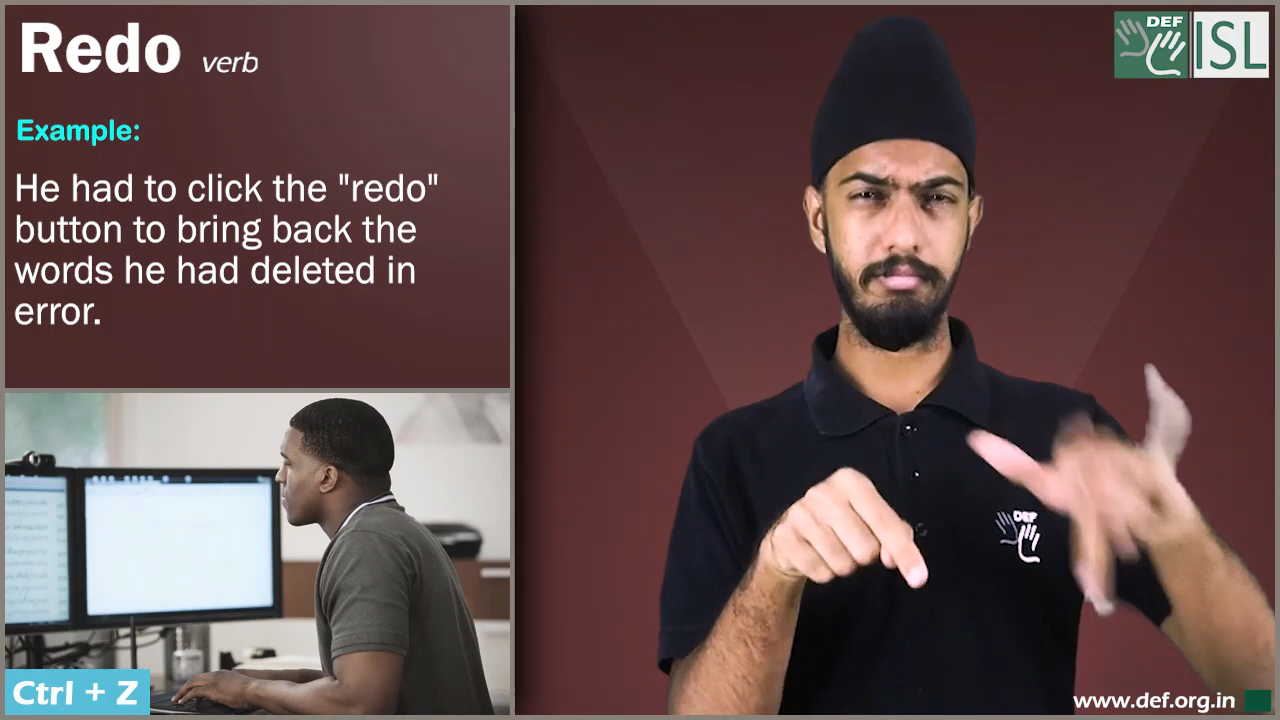 Redo verb
Example:
He had to click the "redo"
button to bring back the
words he had deleted in
error.
Ctrl + Z
DEF
ISL
DEF
www.def.org.in